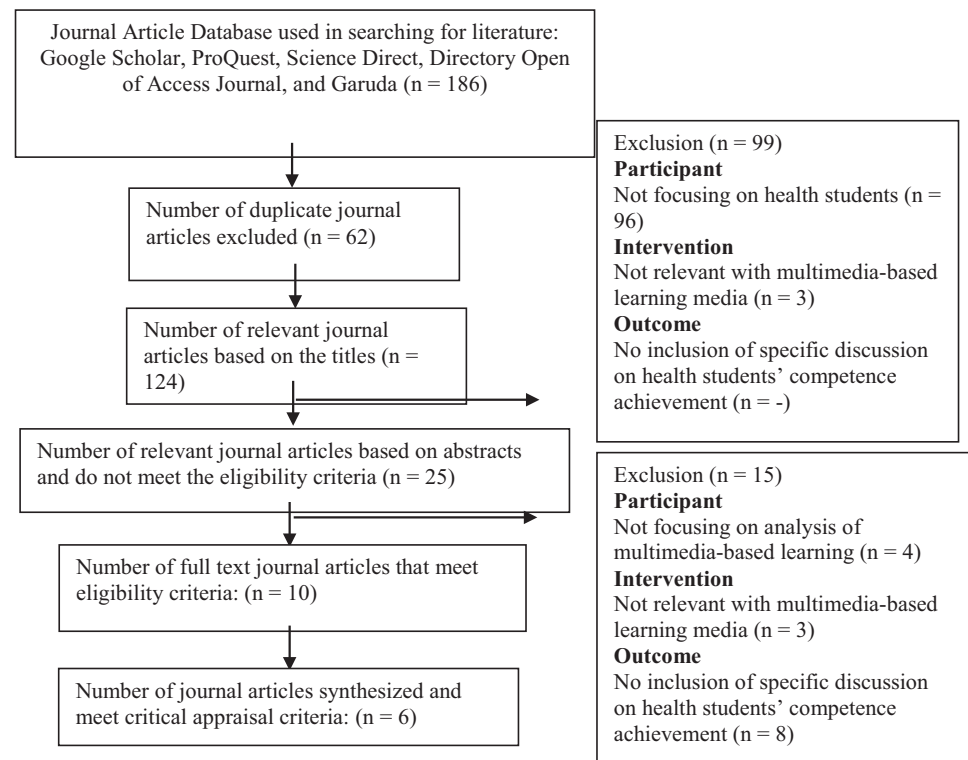 Journal Article Database used in searching for literature:
Google Scholar, ProQuest, Science Direct, Directory Open
of Access Journal, and Garuda (n = 186)
Number of duplicate journal
articles excluded (n = 62)
Number of relevant journal
articles based on the titles (n =
124)
Exclusion (n = 99)
Participant
Not focusing on health students (n =
96)
Intervention
Not relevant with multimedia-based
learning media (n = 3)
Outcome
No inclusion of specific discussion
on health students’ competence
achievement (n = -)
Number of relevant journal articles based on abstracts
and do not meet the eligibility criteria (n = 25)
Exclusion (n = 15)
Participant
Not focusing on analysis of
multimedia-based learning (n = 4)
Intervention
Not relevant with multimedia-based
learning media (n = 3)
Outcome
No inclusion of specific discussion
on health students’ competence
achievement (n = 8)
Number of full text journal articles that meet
eligibility criteria: (n = 10)
Number of journal articles synthesized and
meet critical appraisal criteria: (n = 6)